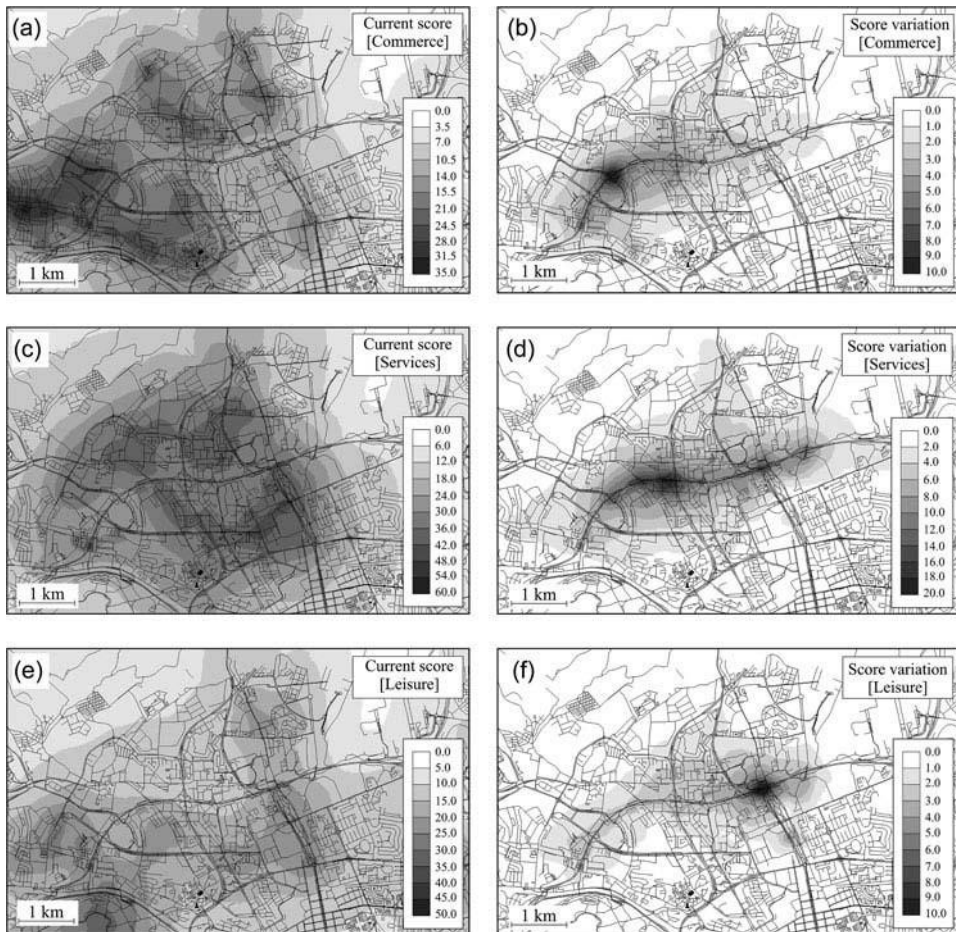 (a)
Current score
[Commerce]
0.0
3.5
7.0
10.5
14.0
15.5
21.0
24.5
28.0
31.5
35.0
1 km
(b)
Score variation
[Commerce]
0.0
1.0
2.0
3.0
4.0
5.0
6.0
7.0
8.0
9.0
10.0
1 km
(c)
Current score
[Services]
0.0
6.0
12.0
18.0
24.0
30.0
36.0
42.0
48.0
54.0
60.0
1 km
(d)
Score variation
[Services]
0.0
2.0
4.0
6.0
8.0
10.0
12.0
14.0
16.0
18.0
20.0
1 km
(e)
Current score
[Leisure]
0.0
5.0
10.0
15.0
20.0
25.0
30.0
35.0
40.0
45.0
50.0
1 km
(f)
Score variation
[Leisure]
0.0
1.0
2.0
3.0
4.0
5.0
6.0
7.0
8.0
9.0
10.0
1 km